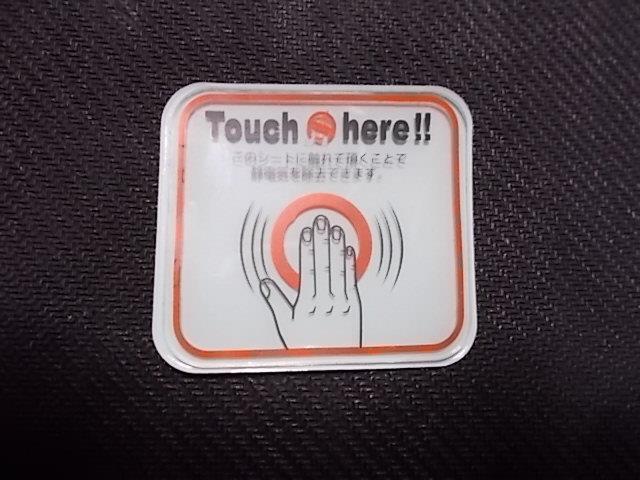 Touch here!!
このシートに触れて頂くことで
静電気を除去できます。